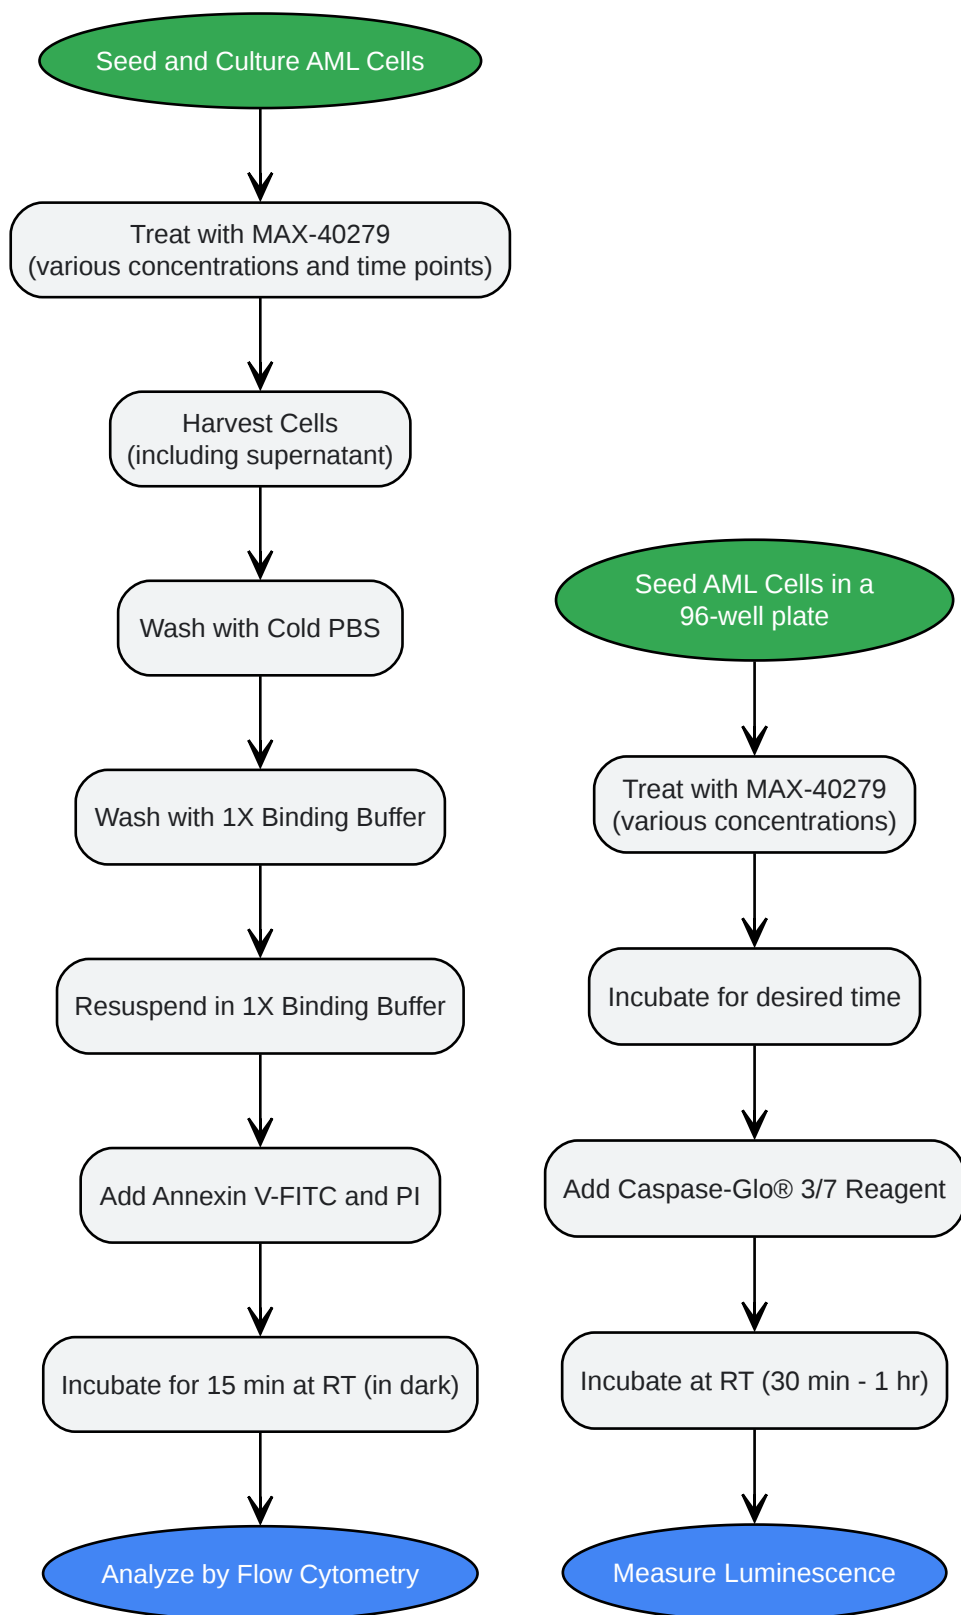 Seed and Culture AML Cells
Treat with MAX-40279
(various concentrations and time points)
Harvest Cells
(including supernatant)
Wash with Cold PBS
Wash with 1X Binding Buffer
Resuspend in 1X Binding Buffer
Add Annexin V-FITC and PI
Incubate for 15 min at RT (in dark)
Analyze by Flow Cytometry
Seed AML Cells in a
96-well plate
Treat with MAX-40279
(various concentrations)
Incubate for desired time
Add Caspase-Glo® 3/7 Reagent
Incubate at RT (30 min - 1 hr)
Measure Luminescence